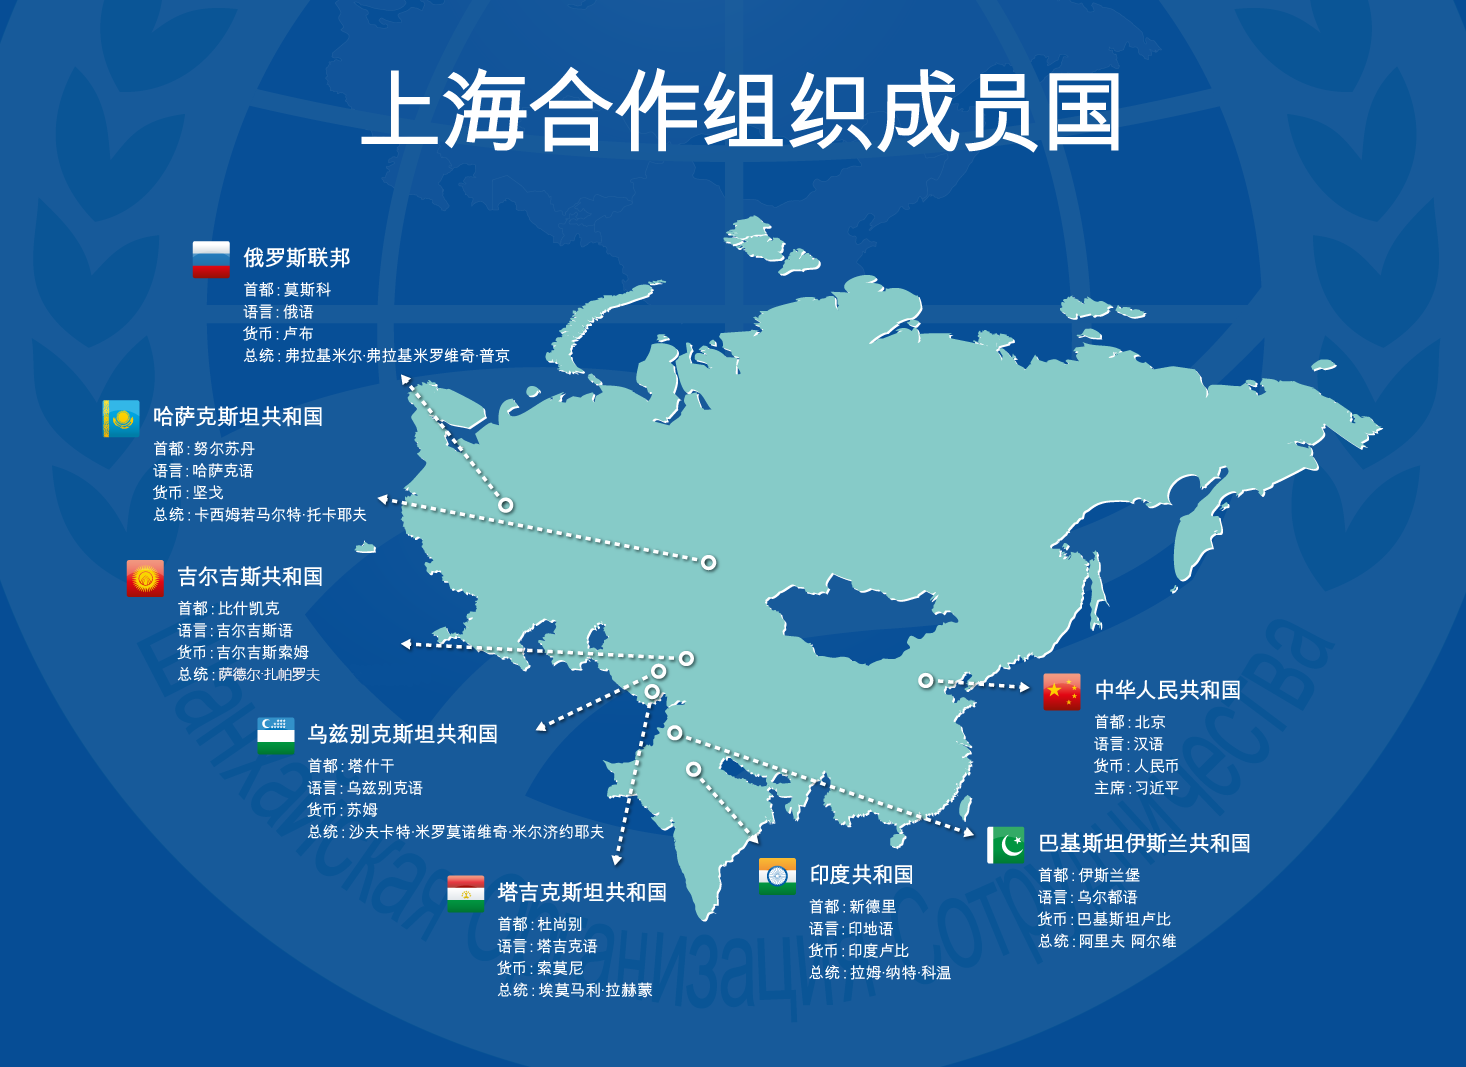 上海合作组织成员国
俄罗斯联邦
首都:莫斯科
语言:俄语
货币:卢布
总统:弗拉基米尔·弗拉基米罗维奇·普京
哈萨克斯坦共和国
首都:努尔苏丹
语言:哈萨克语
货币:坚戈
总统:卡西姆若马尔特·托卡耶夫
吉尔吉斯共和国
首都:比什凯克
语言:吉尔吉斯语
货币:吉尔吉斯索姆
总统:萨德尔·扎帕罗夫
乌兹别克斯坦共和国
首都:塔什干
语言:乌兹别克语
货币:苏姆
总统:沙夫卡特·米罗莫诺维奇·米尔济约耶夫
塔吉克斯坦共和国
首都:杜尚别
语言:塔吉克语
货币:索莫尼
总统:埃莫马利·拉赫蒙
印度共和国
首都:新德里
语言:印地语
货币:印度卢比
总统:拉姆·纳特·科温
中华人民共和国
首都:北京
语言:汉语
货币:人民币
主席:习近平
巴基斯坦伊斯兰共和国
首都:伊斯兰堡
语言:乌尔都语
货币:巴基斯坦卢比
总统:阿里夫 阿尔维